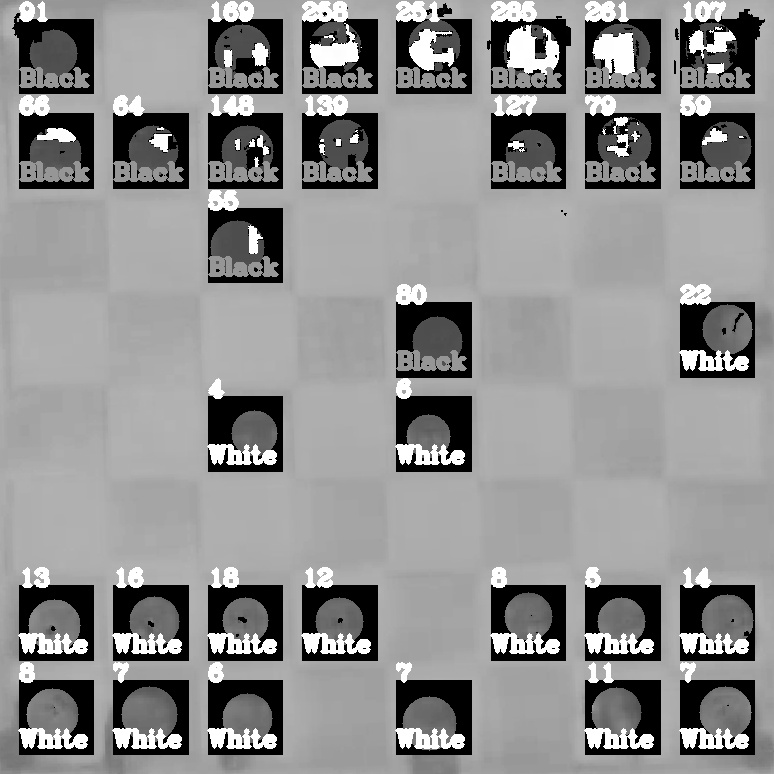 91 169 258 251 285 261 107
Black Black Black Black Black Black Black
66 64 148 139 127 79 59
Black Black Black Black Black Black Black
55
Black
80 22
Black White
4 6
White White
13 16 18 12 8 5 14
White White White White White White White
8 7 6 7 11 7
White White White White White White